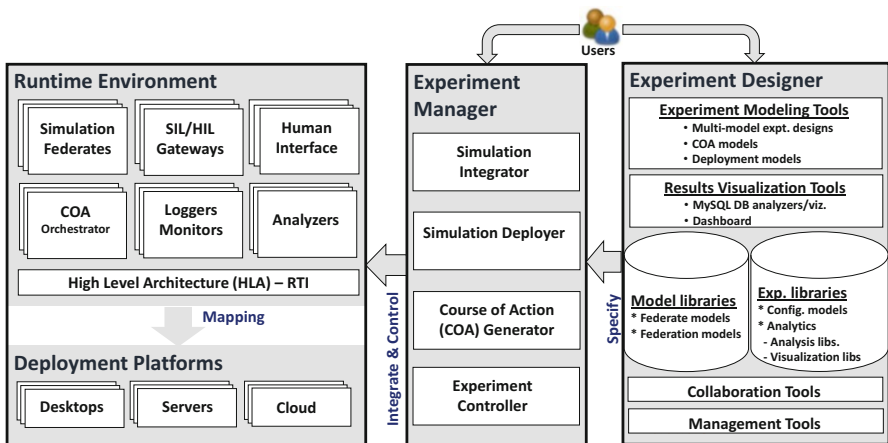 Users
Runtime Environment
Simulation
Federates
SIL/HIL
Gateways
Human
Interface
COA
Orchestrator
Loggers
Monitors
Analyzers
High Level Architecture (HLA) – RTI
Mapping
Deployment Platforms
Desktops
Servers
Cloud
Integrate & Control
Experiment
Manager
Simulation
Integrator
Simulation Deployer
Course of Action
(COA) Generator
Experiment
Controller
Specify
Experiment Designer
Experiment Modeling Tools
• Multi-model expt. designs
• COA models
• Deployment models
Results Visualization Tools
• MySQL DB analyzers/viz.
• Dashboard
Model libraries
* Federate models
* Federation models
Exp. libraries
* Config. models
* Analytics
- Analysis libs.
- Visualization libs
Collaboration Tools
Management Tools